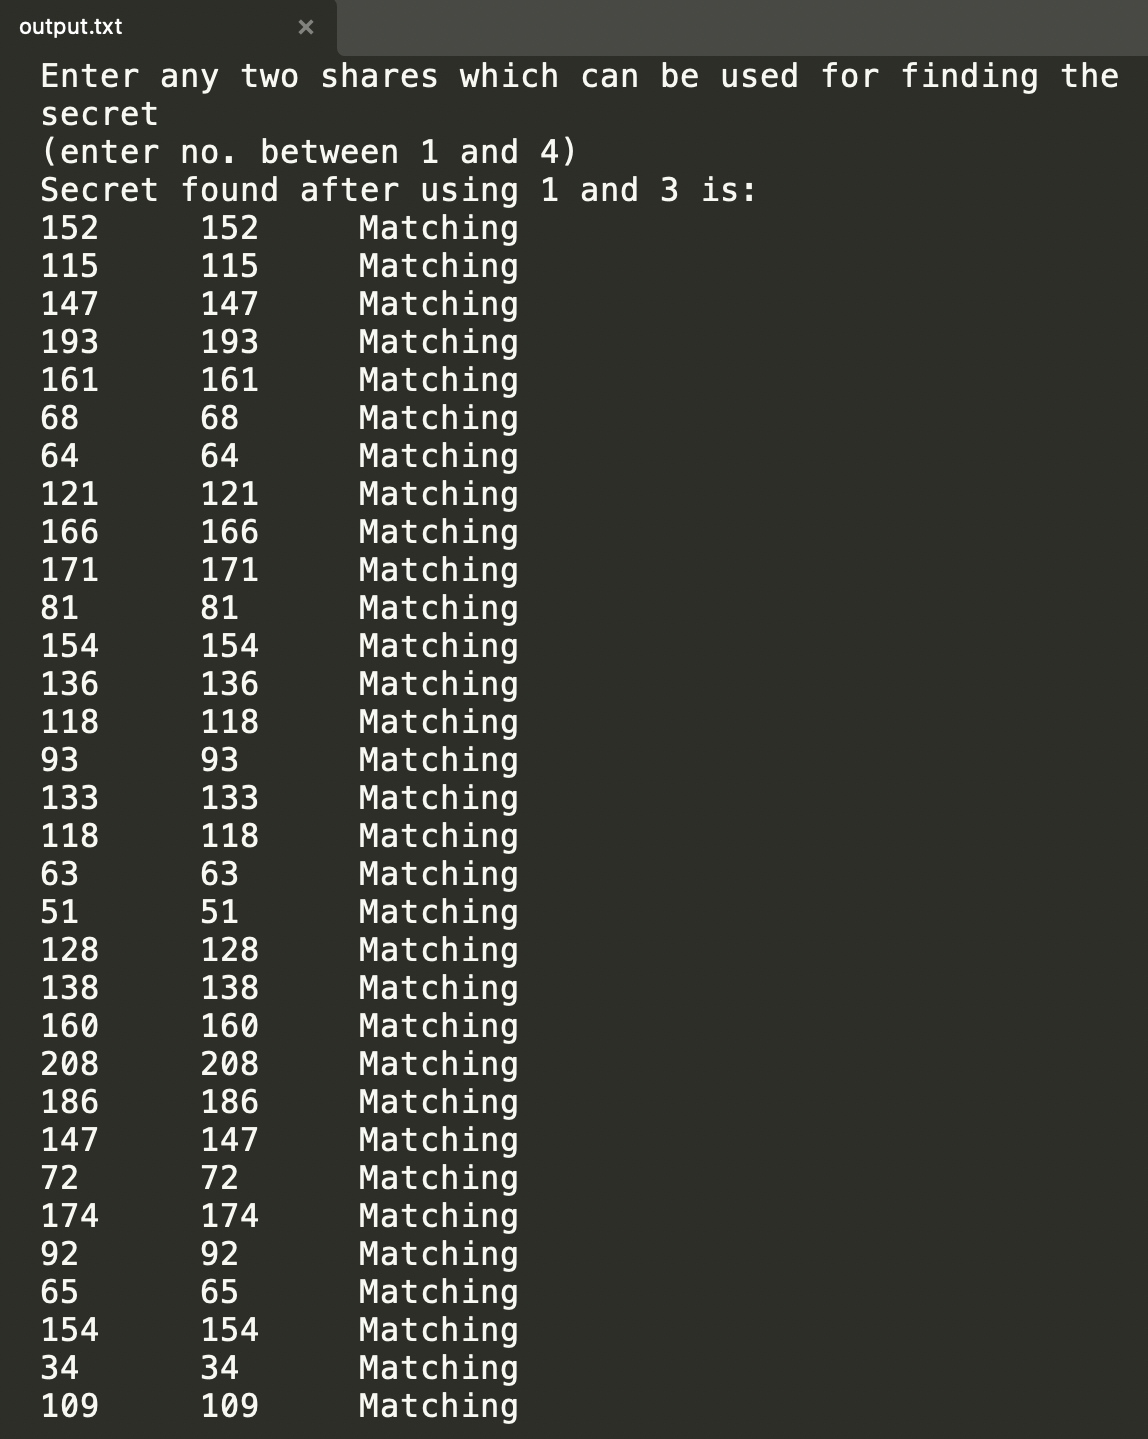 output.txt ×
Enter any two shares which can be used for finding the
secret
(enter no. between 1 and 4)
Secret found after using 1 and 3 is:
152 152 Matching
115 115 Matching
147 147 Matching
193 193 Matching
161 161 Matching
68 68 Matching
64 64 Matching
121 121 Matching
166 166 Matching
171 171 Matching
81 81 Matching
154 154 Matching
136 136 Matching
118 118 Matching
93 93 Matching
133 133 Matching
118 118 Matching
63 63 Matching
51 51 Matching
128 128 Matching
138 138 Matching
160 160 Matching
208 208 Matching
186 186 Matching
147 147 Matching
72 72 Matching
174 174 Matching
92 92 Matching
65 65 Matching
154 154 Matching
34 34 Matching
109 109 Matching